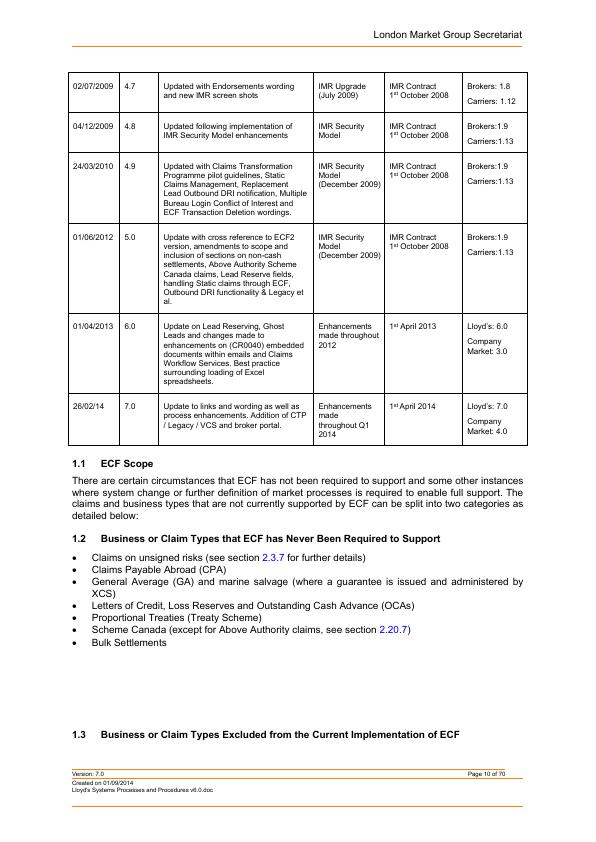 London Market Group Secretariat
02/07/2009 4.7 Updated with Endorsements wording IMR Upgrade IMR Contract Brokers: 1.8
and new IMR screen shots (July 2009) 1st October 2008
Carriers: 1.12
04/12/2009 4.8 Updated following implementation of IMR Security IMR Contract Brokers:1.9
IMR Security Model enhancements Model 1st October 2008
Carriers:1.13
24/03/2010 4.9 Updated with Claims Transformation IMR Security IMR Contract Brokers:1.9
Programme pilot guidelines, Static Model 1st October 2008
Claims Management, Replacement (December 2009) Carriers:1.13
Lead Outbound DRI notification, Multiple
Bureau Login Conflict of Interest and
ECF Transaction Deletion wordings.
01/06/2012 5.0 Update with cross reference to ECF2 IMR Security IMR Contract Brokers:1.9
version, amendments to scope and Model 1st October 2008
inclusion of sections on non-cash (December 2009) Carriers:1.13
settlements, Above Authority Scheme
Canada claims, Lead Reserve fields,
handling Static claims through ECF,
Outbound DRI functionality & Legacy et
al.
01/04/2013 6.0 Update on Lead Reserving, Ghost Enhancements 1st April 2013 Lloyd's: 6.0
Leads and changes made to made throughout
enhancements on (CR0040) embedded 2012 Company
documents within emails and Claims Market: 3.0
Workflow Services. Best practice
surrounding loading of Excel
spreadsheets.
26/02/14 7.0 Update to links and wording as well as Enhancements 1st April 2014 Lloyd's: 7.0
process enhancements. Addition of CTP made
/ Legacy / VCS and broker portal. throughout Q1 Company
2014 Market: 4.0
1.1 ECF Scope
There are certain circumstances that ECF has not been required to support and some other instances
where system change or further definition of market processes is required to enable full support. The
claims and business types that are not currently supported by ECF can be split into two categories as
detailed below:
1.2 Business or Claim Types that ECF has Never Been Required to Support
• Claims on unsigned risks (see section 2.3.7 for further details)
• Claims Payable Abroad (CPA)
• General Average (GA) and marine salvage (where a guarantee is issued and administered by
XCS)
• Letters of Credit, Loss Reserves and Outstanding Cash Advance (OCAs)
• Proportional Treaties (Treaty Scheme)
• Scheme Canada (except for Above Authority claims, see section 2.20.7)
• Bulk Settlements
1.3 Business or Claim Types Excluded from the Current Implementation of ECF
Version: 7.0 Page 10 of 70
Created on 01/09/2014
Lloyd's Systems Processes and Procedures v6.0.doc